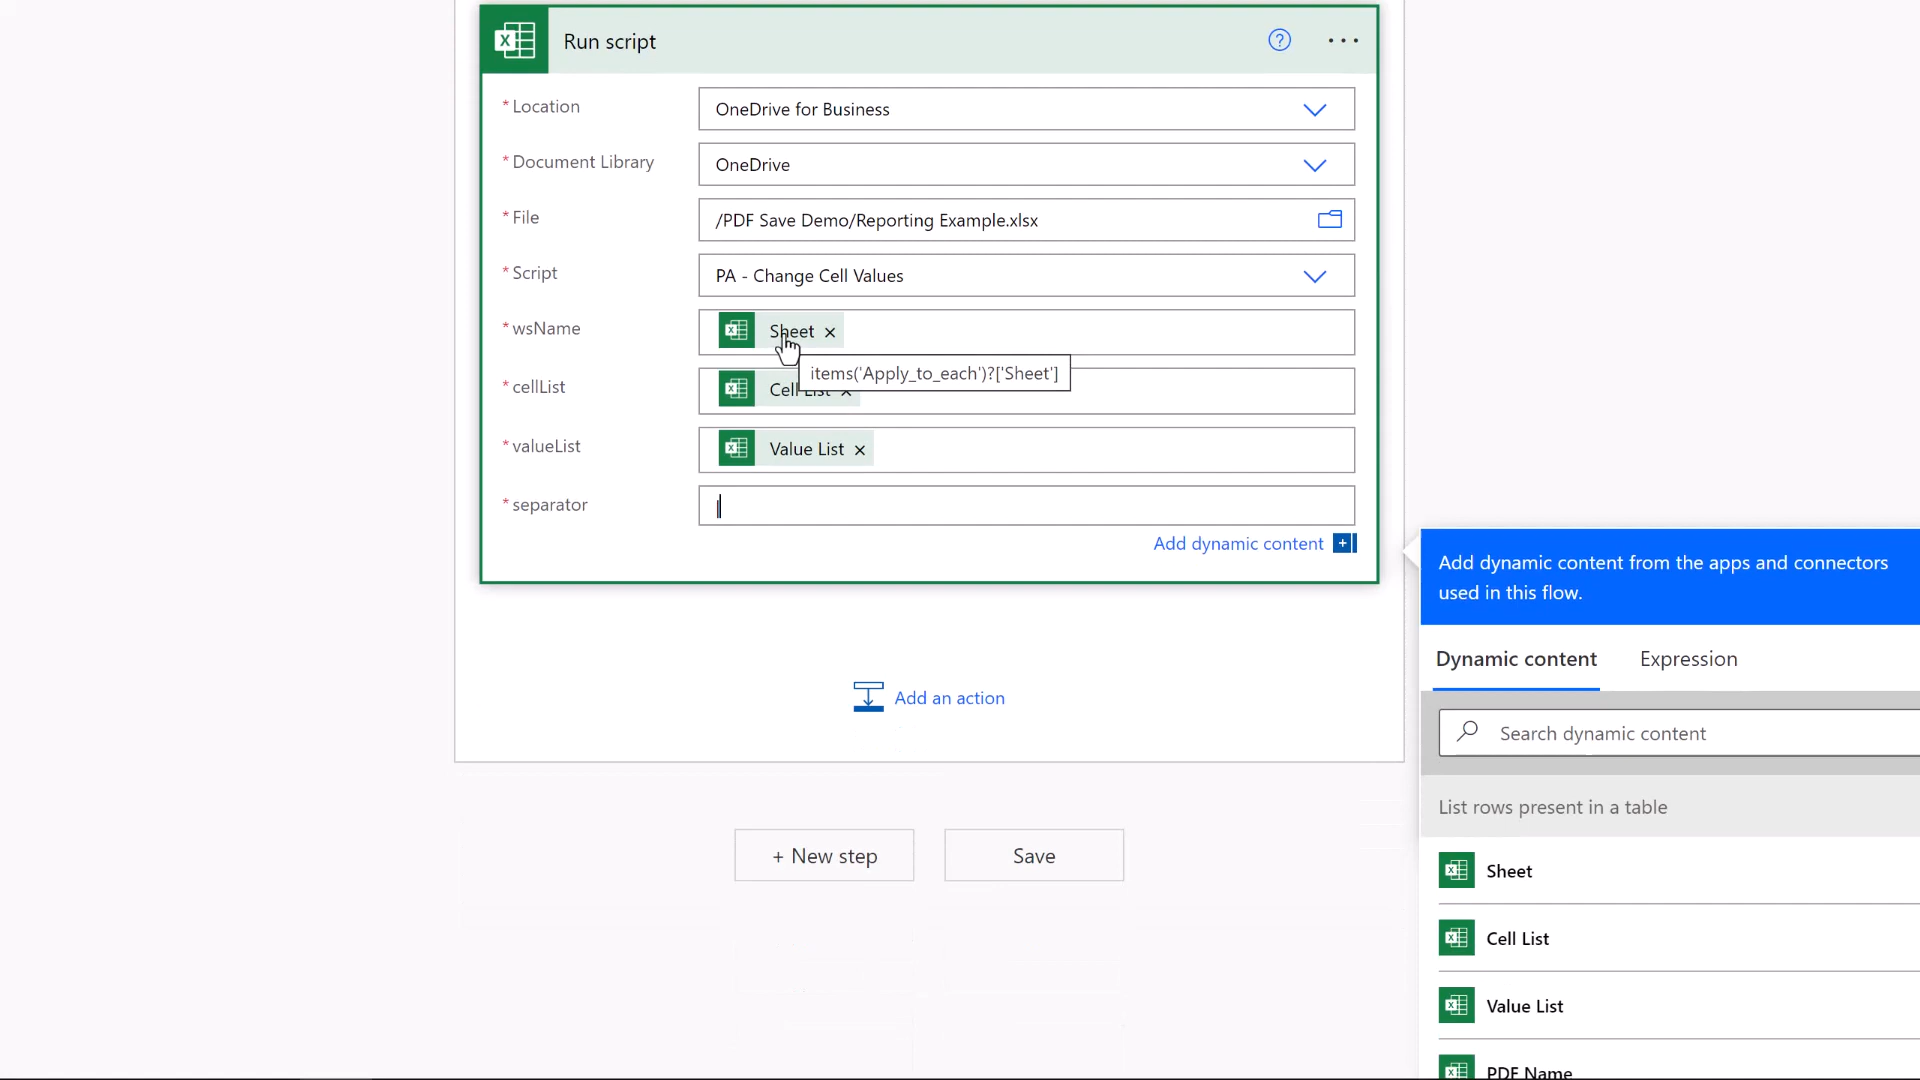 Run script
* Location
OneDrive for Business
* Document Library
OneDrive
* File
/PDF Save Demo/Reporting Example.xlsx
* Script
PA - Change Cell Values
* wsName
Sheet ×
items('Apply_to_each')?['Sheet']
* cellList
Cell List ×
* valueList
Value List ×
* separator
|
Add dynamic content
Add an action
+ New step
Save
Add dynamic content from the apps and connectors
used in this flow.
Dynamic content
Expression
Search dynamic content
List rows present in a table
Sheet
Cell List
Value List
PDF Name